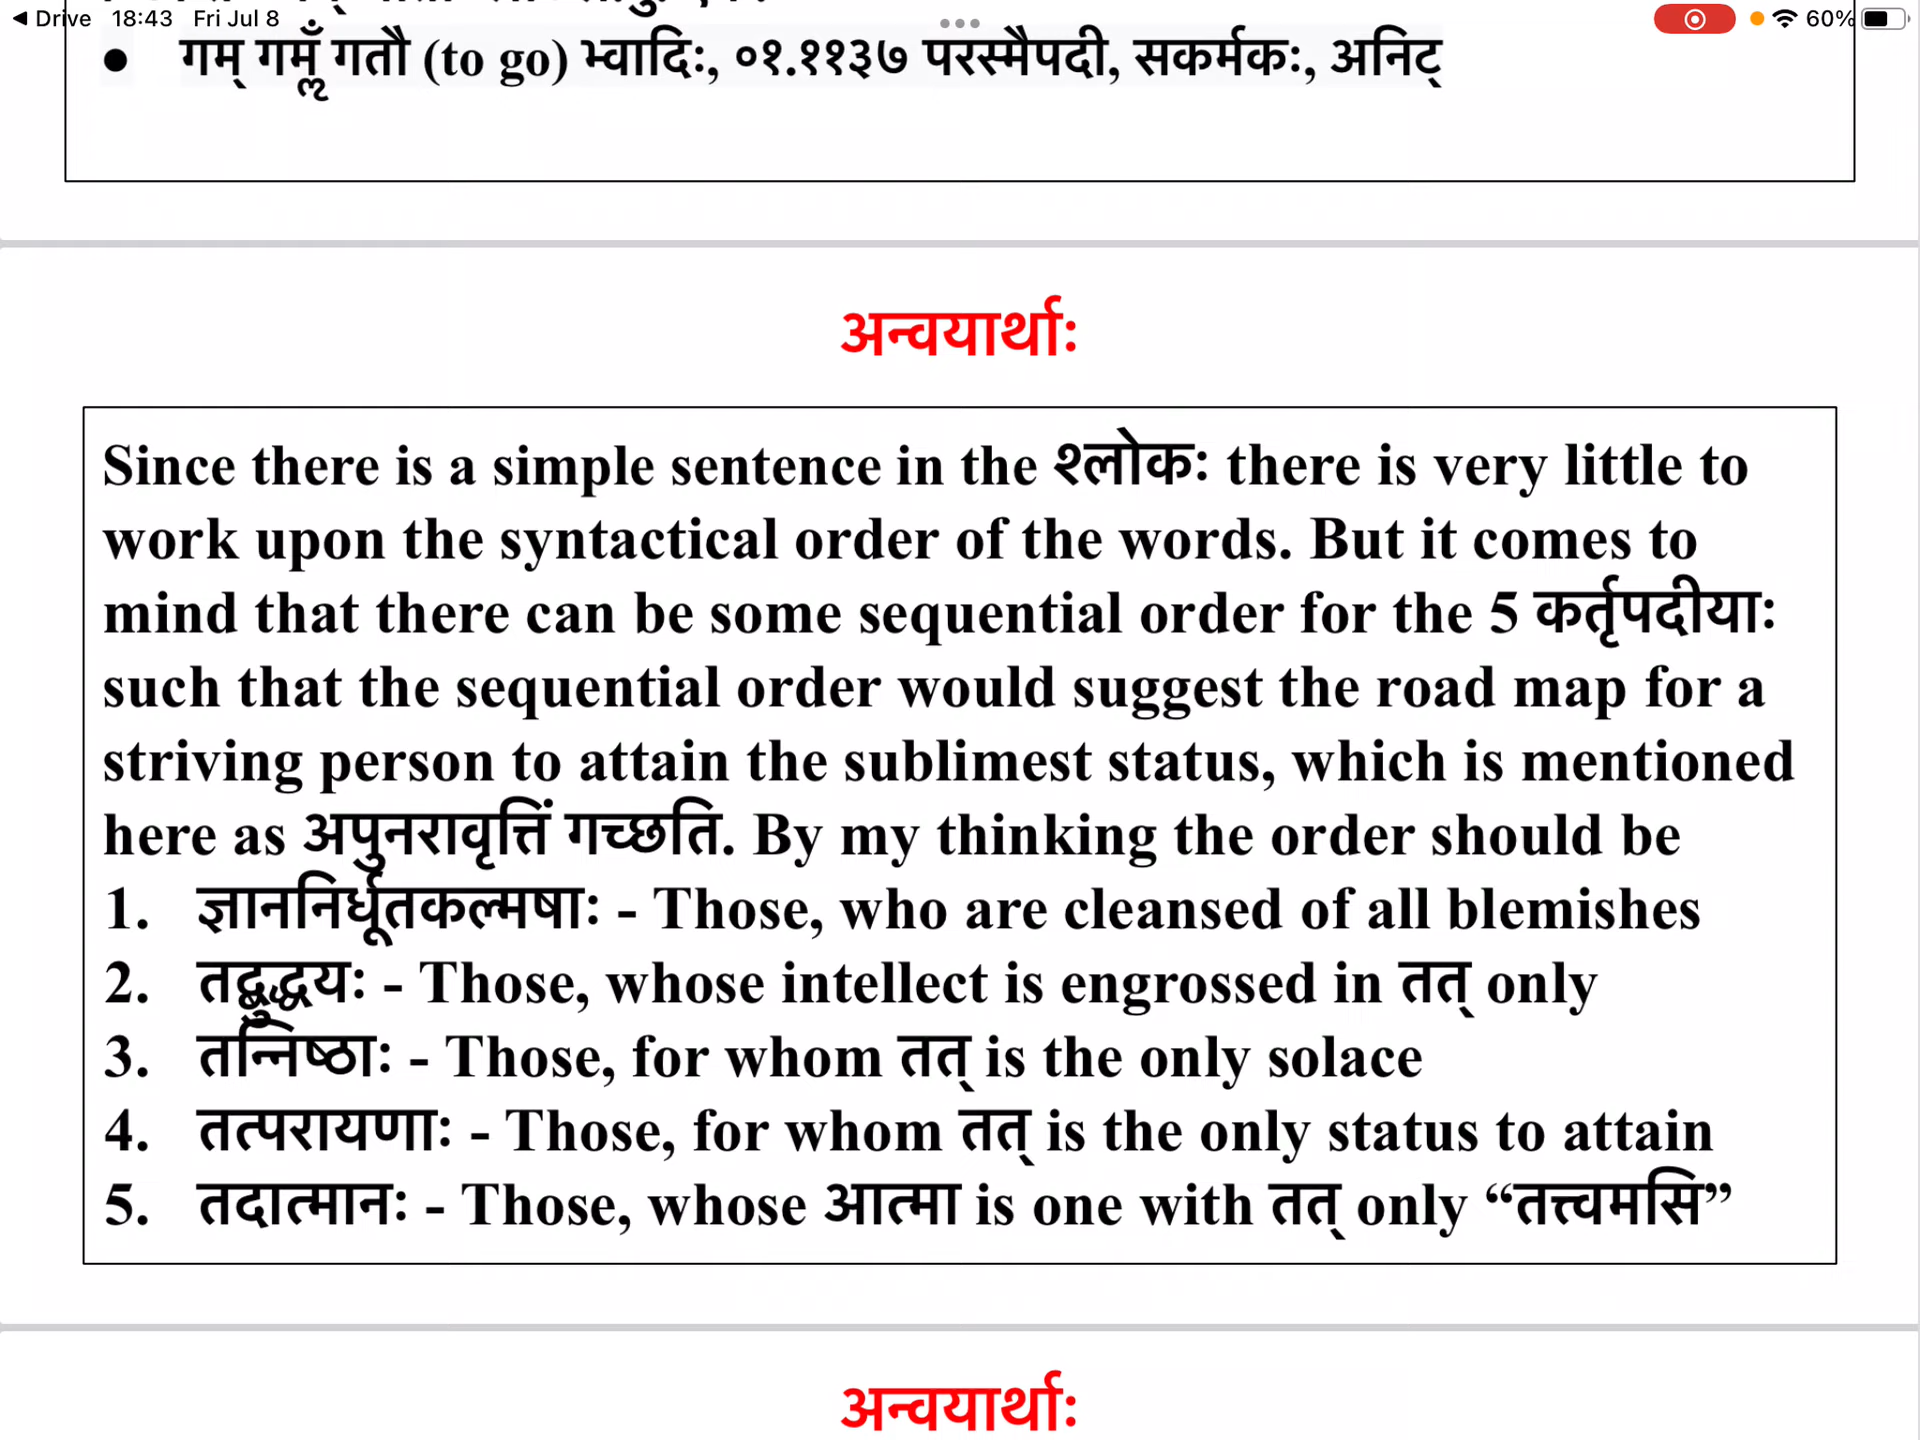 ◀ Drive 18:43 Fri Jul 8
60%
● गम् गमॢँ गतौ (to go) भ्वादिः, ०१.११३७ परस्मैपदी, सकर्मकः, अनिट्
अन्वयार्थाः
Since there is a simple sentence in the श्लोकः there is very little to
work upon the syntactical order of the words. But it comes to
mind that there can be some sequential order for the 5 कर्तृपदीयाः
such that the sequential order would suggest the road map for a
striving person to attain the sublimest status, which is mentioned
here as अपुनरावृत्तिं गच्छति. By my thinking the order should be
1. ज्ञाननिर्धूतकल्मषाः - Those, who are cleansed of all blemishes
2. तद्बुद्धयः - Those, whose intellect is engrossed in तत् only
3. तन्निष्ठाः - Those, for whom तत् is the only solace
4. तत्परायणाः - Those, for whom तत् is the only status to attain
5. तदात्मानः - Those, whose आत्मा is one with तत् only “तत्त्वमसि”
अन्वयार्थाः